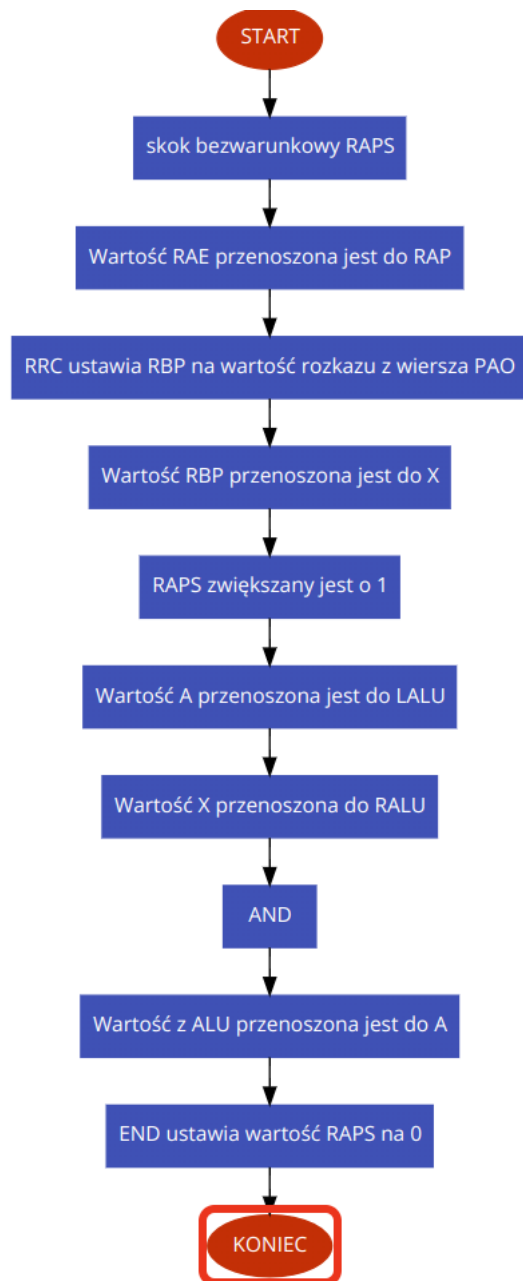 START
skok bezwarunkowy RAPS
Wartość RAE przenoszona jest do RAP
RRC ustawia RBP na wartość rozkazu z wiersza PAO
Wartość RBP przenoszona jest do X
RAPS zwiększany jest o 1
Wartość A przenoszona jest do LALU
Wartość X przenoszona do RALU
AND
Wartość z ALU przenoszona jest do A
END ustawia wartość RAPS na 0
KONIEC